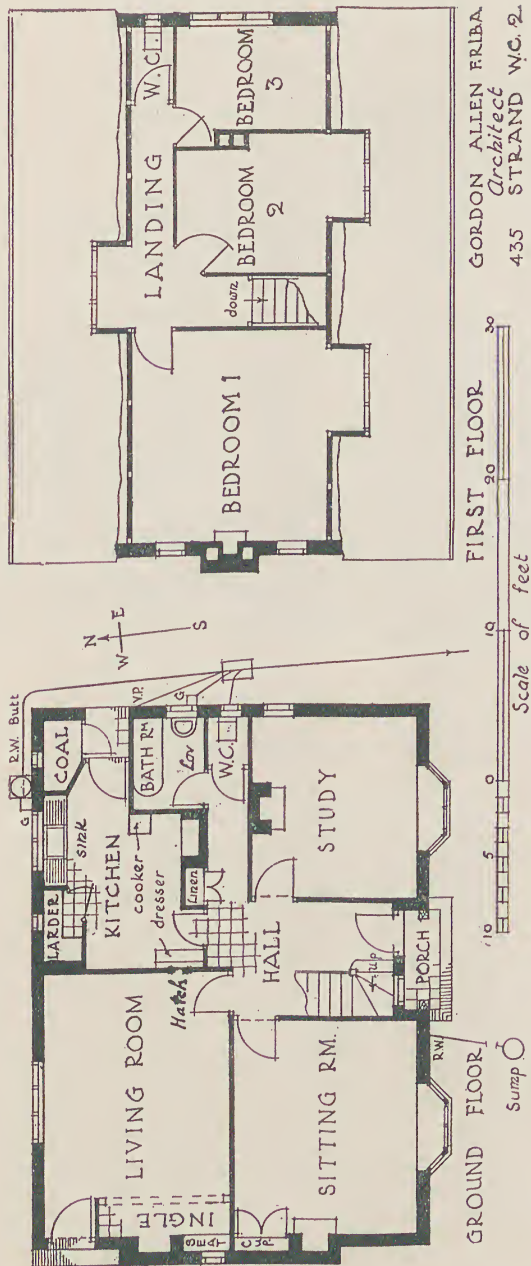 W.C.
LANDING
BEDROOM
3
BEDROOM
2
down
BEDROOM 1
FIRST FLOOR
GORDON ALLEN F.R.I.B.A.
Architect
435 STRAND W.C.2.
N
W E
S
R.W. Butt
G
COAL
sink
LARDER
KITCHEN
cooker
dresser
V.P.
G
BATH RM
Lav
W.C.
Linen
Hatch
LIVING ROOM
INGLE
SEAT
CUP
HALL
STUDY
up
PORCH
SITTING RM.
R.W.
Sump
GROUND FLOOR
10 5 0 10 20 30
Scale of feet